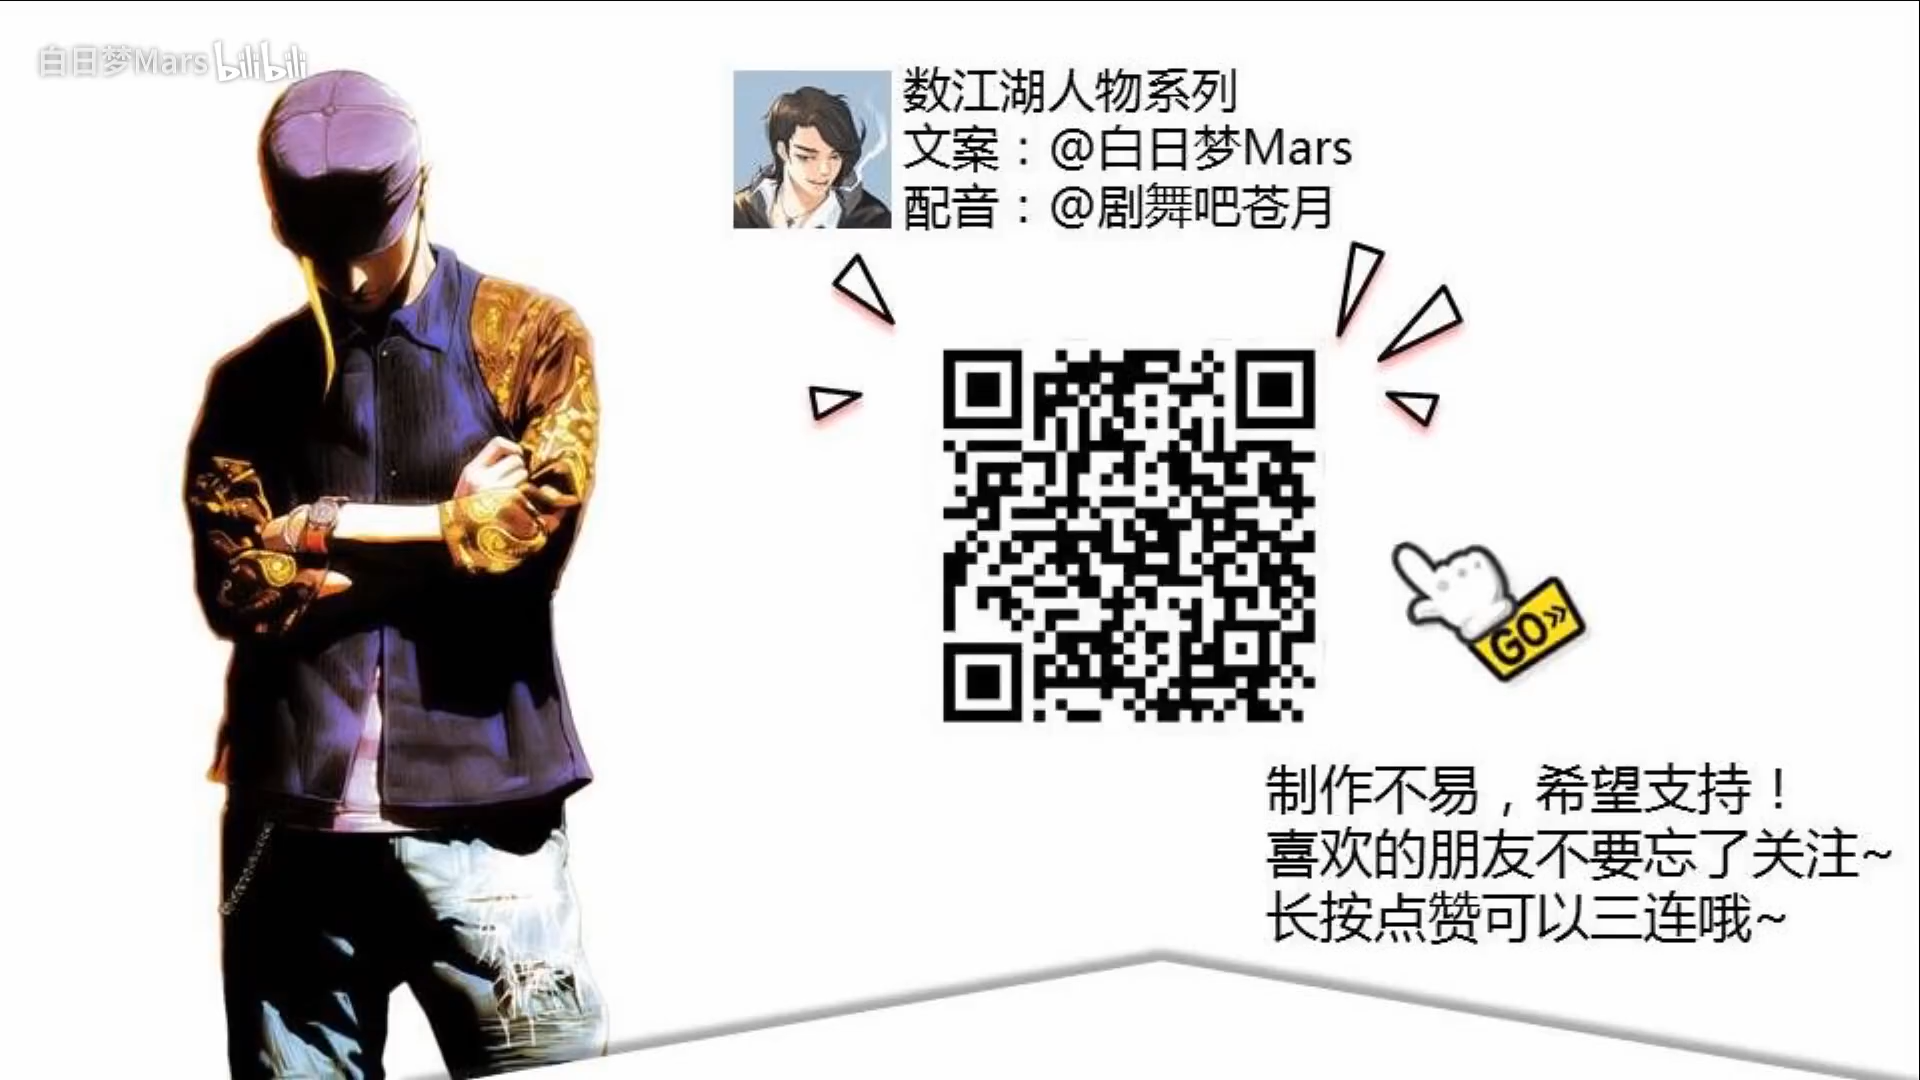 白日梦Mars bilibili
数江湖人物系列
文案：@白日梦Mars
配音：@剧舞吧苍月
GO»
制作不易，希望支持！
喜欢的朋友不要忘了关注~
长按点赞可以三连哦~